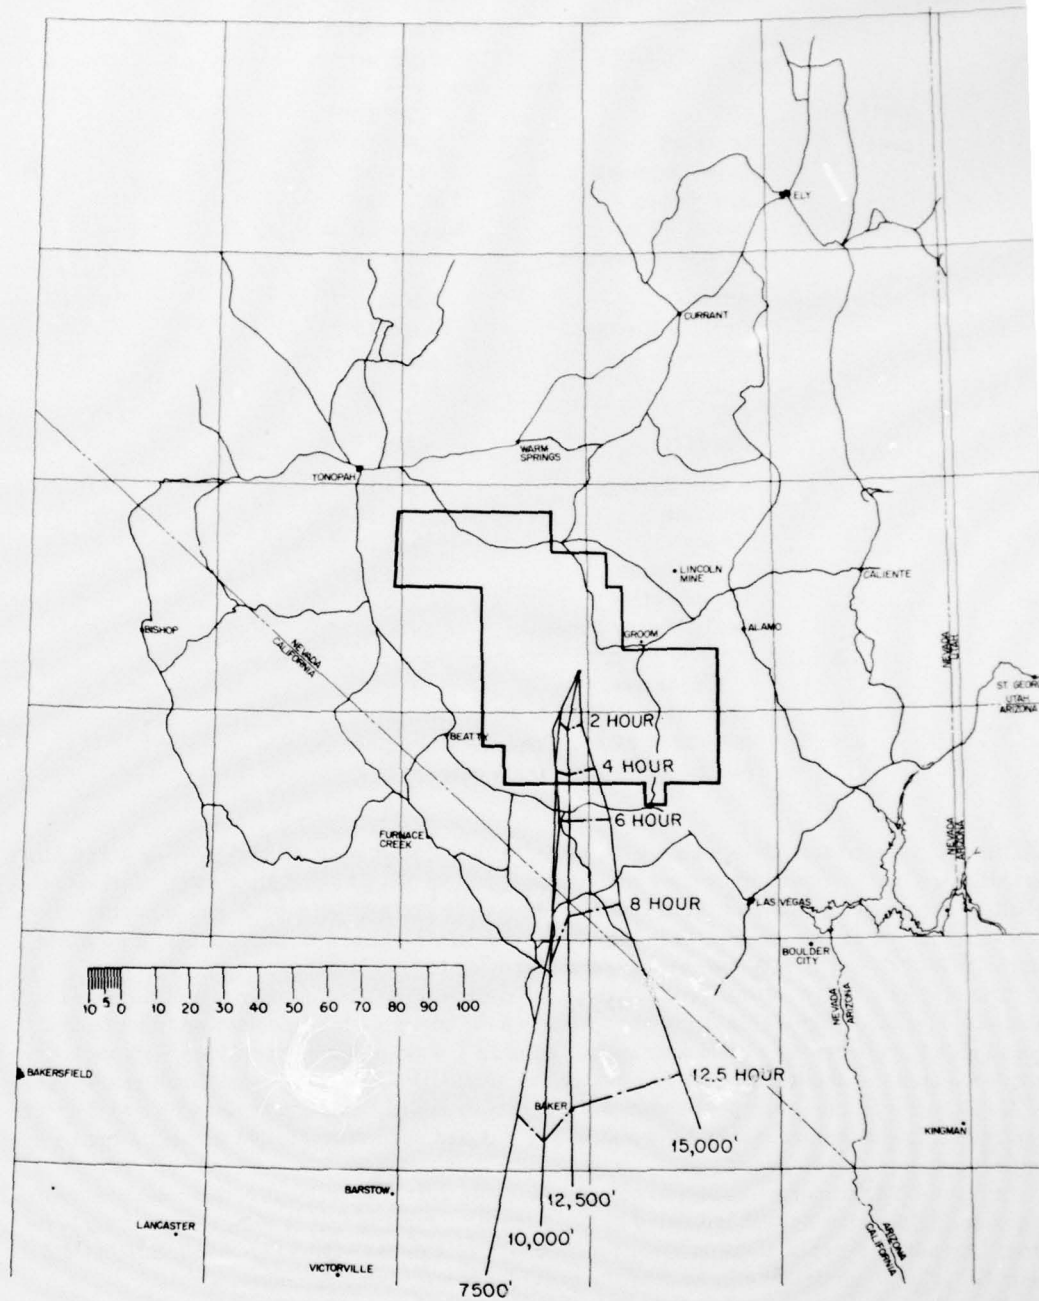 ELY
CURRANT
WARM
SPRINGS
TONOPAH
LINCOLN
MINE
CALIENTE
BISHOP
NEVADA
CALIFORNIA
GROOM
ALAMO
NEVADA
UTAH
ST. GEORG
UTAH
ARIZONA
2 HOUR
BEATTY
4 HOUR
6 HOUR
FURNACE
CREEK
NEVADA
ARIZONA
8 HOUR
LAS VEGAS
BOULDER
CITY
NEVADA
ARIZONA
10 5 0 10 20 30 40 50 60 70 80 90 100
BAKERSFIELD
12.5 HOUR
BAKER
KINGMAN
15,000'
BARSTOW
12,500'
LANCASTER
10,000'
ARIZONA
CALIFORNIA
VICTORVILLE
7500'